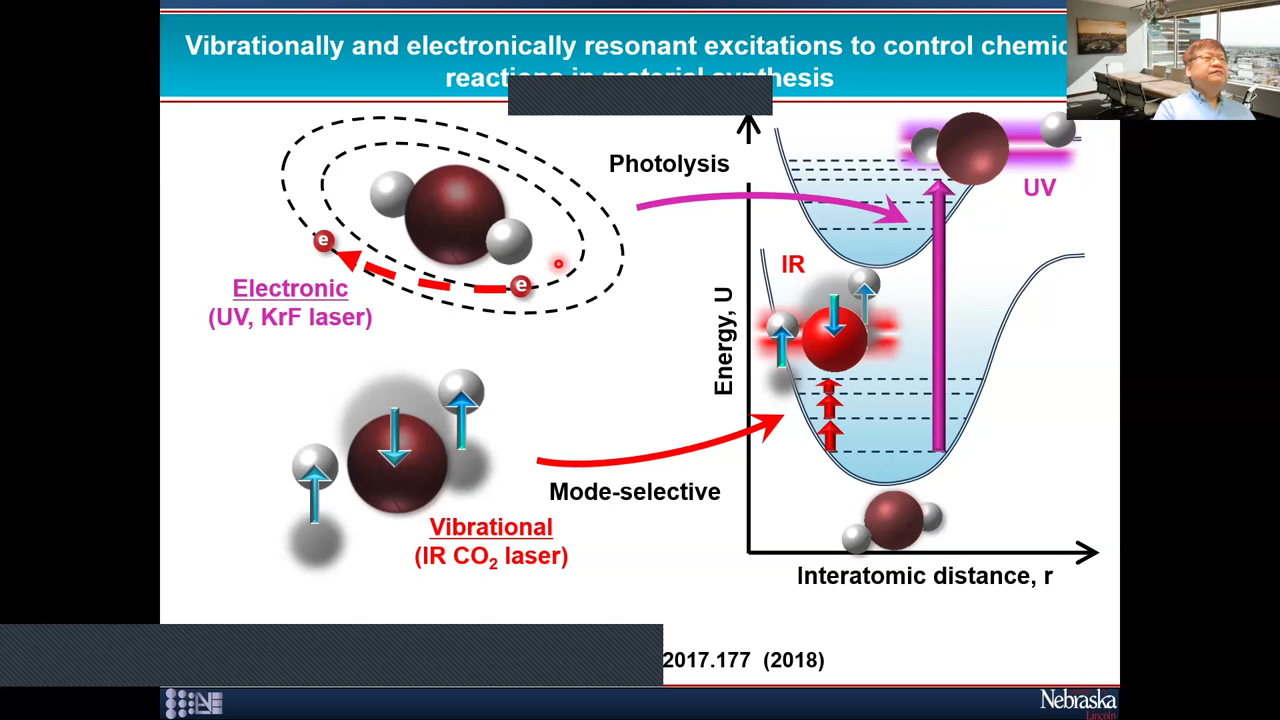 Vibrationally and electronically resonant excitations to control
reactions in material synthesis
Photolysis
UV
e
e
Electronic
(UV, KrF laser)
IR
Energy, U
Mode-selective
Vibrational
(IR CO₂ laser)
Interatomic distance, r
2017.177 (2018)
Nebraska
Lincoln